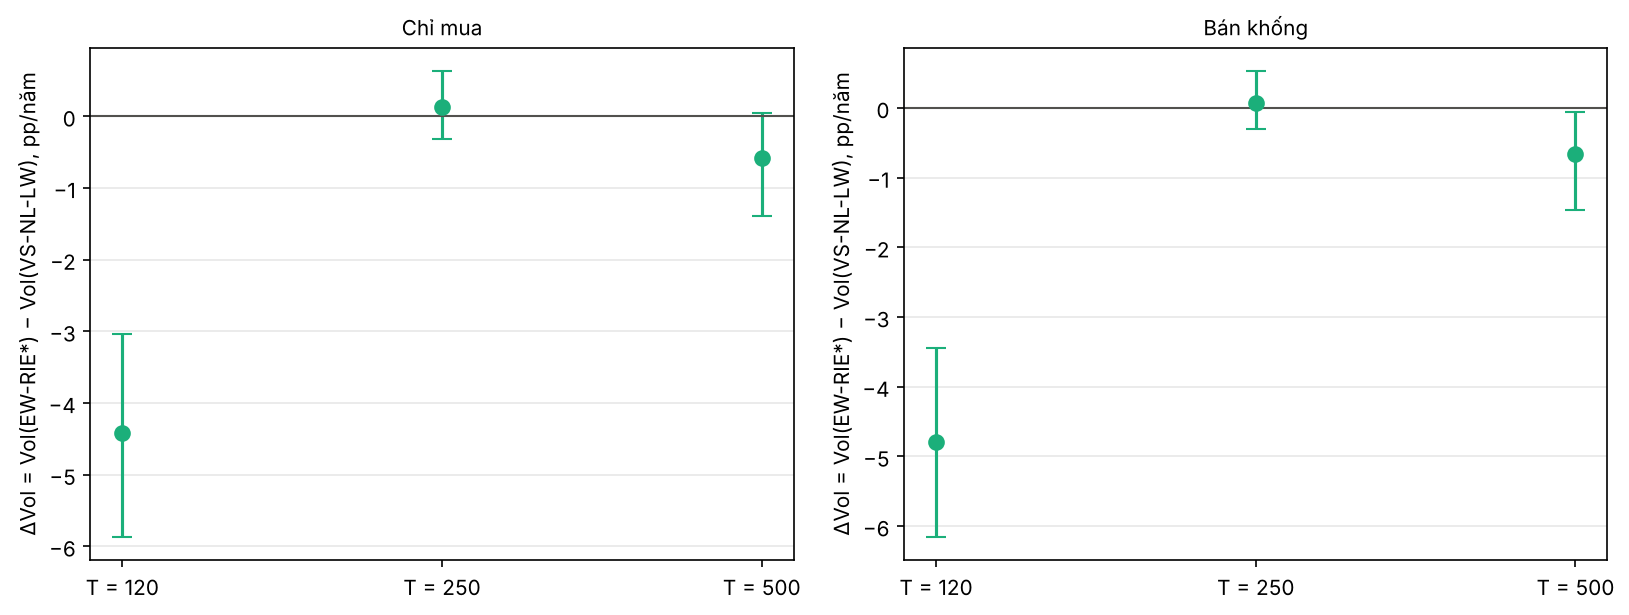 Chỉ mua
ΔVol = Vol(EW-RIE*) − Vol(VS-NL-LW), pp/năm
0
−1
−2
−3
−4
−5
−6
T = 120
T = 250
T = 500
Bán khống
ΔVol = Vol(EW-RIE*) − Vol(VS-NL-LW), pp/năm
0
−1
−2
−3
−4
−5
−6
T = 120
T = 250
T = 500